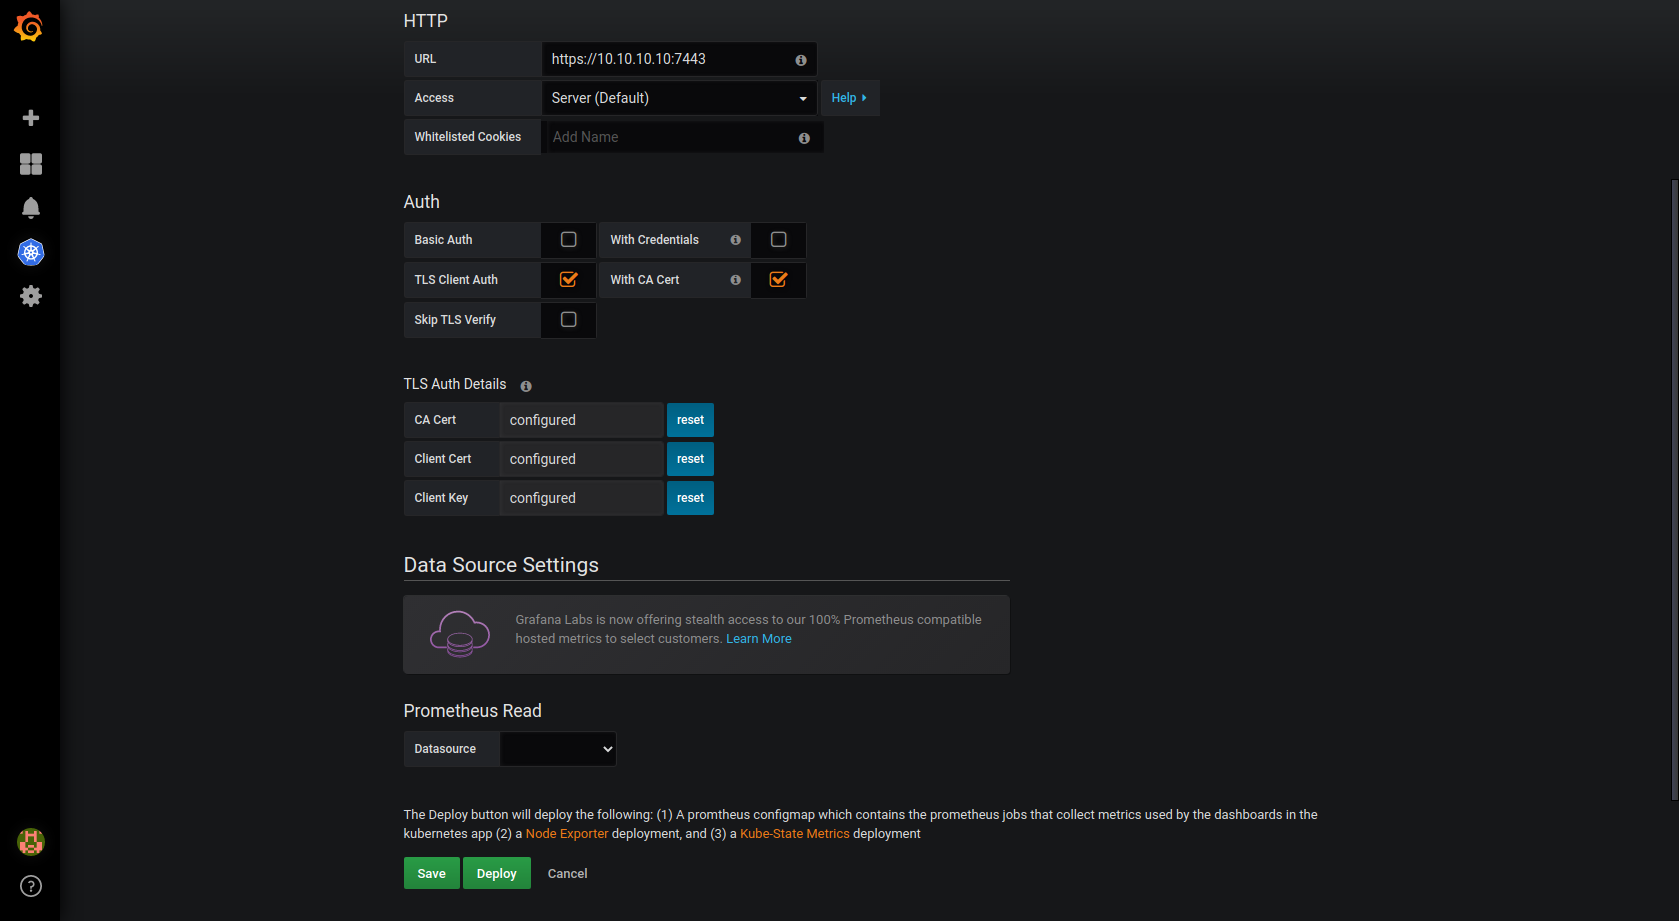 HTTP
URL https://10.10.10.10:7443
Access Server (Default) Help
Whitelisted Cookies Add Name
Auth
Basic Auth With Credentials
TLS Client Auth With CA Cert
Skip TLS Verify
TLS Auth Details
CA Cert configured reset
Client Cert configured reset
Client Key configured reset
Data Source Settings
Grafana Labs is now offering stealth access to our 100% Prometheus compatible
hosted metrics to select customers. Learn More
Prometheus Read
Datasource
The Deploy button will deploy the following: (1) A promtheus configmap which contains the prometheus jobs that collect metrics used by the dashboards in the
kubernetes app (2) a Node Exporter deployment, and (3) a Kube-State Metrics deployment
Save Deploy Cancel